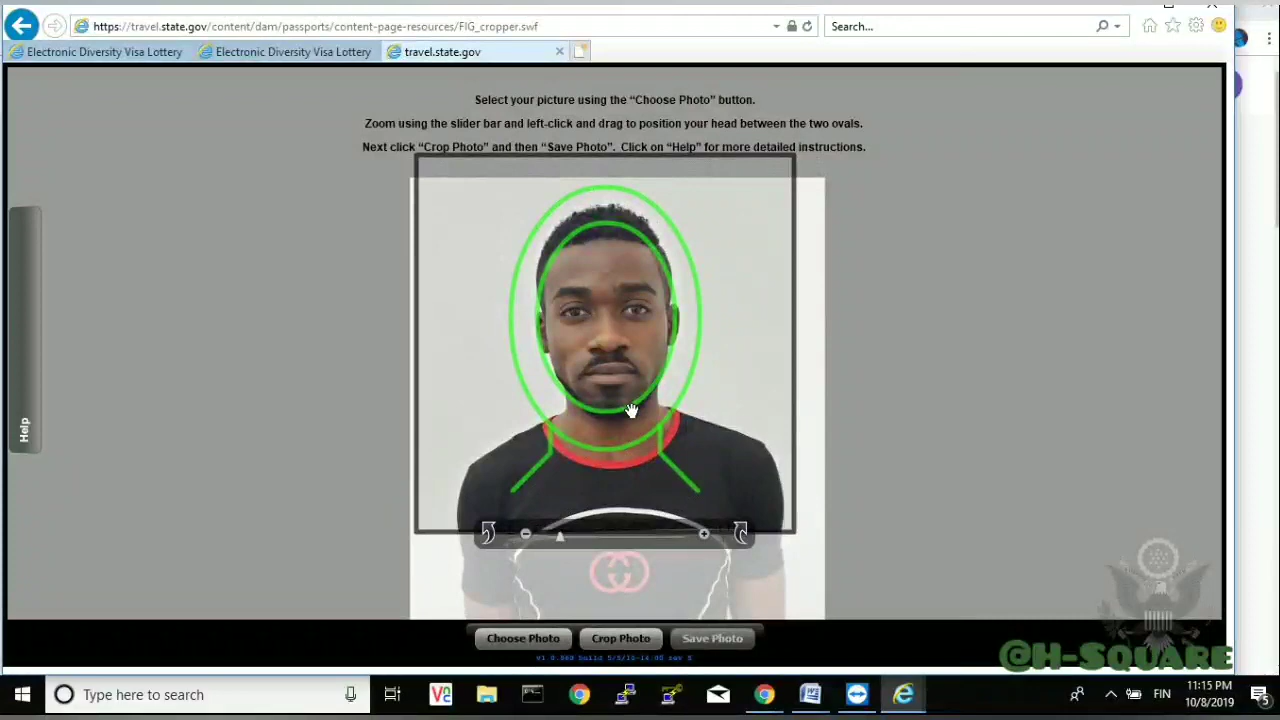 https://travel.state.gov/content/dam/passports/content-page-resources/FIG_cropper.swf
Search...
Electronic Diversity Visa Lottery
Electronic Diversity Visa Lottery
travel.state.gov
Select your picture using the “Choose Photo” button.
Zoom using the slider bar and left-click and drag to position your head between the two ovals.
Next click “Crop Photo” and then “Save Photo”. Click on “Help” for more detailed instructions.
Help
Choose Photo
Crop Photo
Save Photo
@H-Square
Type here to search
FIN
11:15 PM
10/8/2019
5